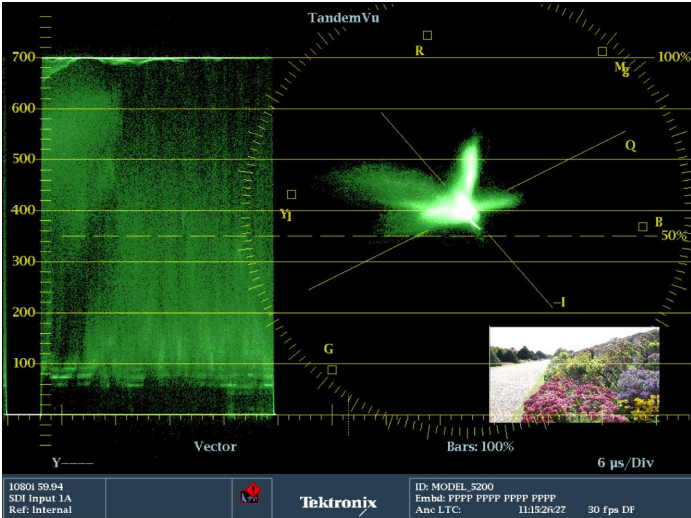 TandemVu
R
700
100%
Mg
600
Q
500
400
YI
B
50%
300
–I
200
G
100
Vector
Bars: 100%
Y----
6 µs/Div
1080i 59.94
SDI Input 1A
Ref: Internal
Tektronix
ID: MODEL_5200
Embd: PPPP PPPP PPPP PPPP
Anc LTC: 11:15:26:27 30 fps DF